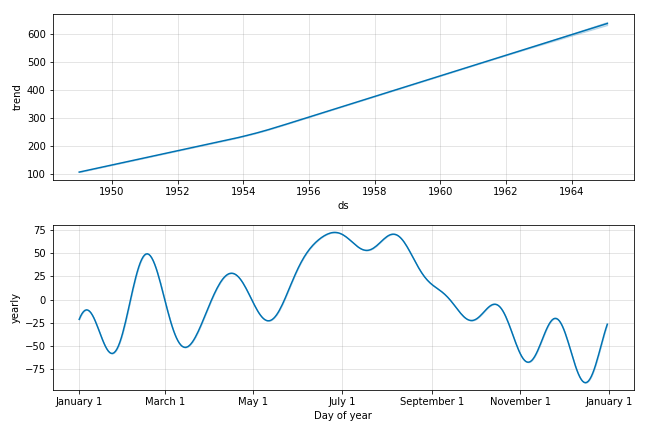 600
500
400
300
200
100
trend
1950 1952 1954 1956 1958 1960 1962 1964
ds
75
50
25
0
−25
−50
−75
yearly
January 1 March 1 May 1 July 1 September 1 November 1 January 1
Day of year